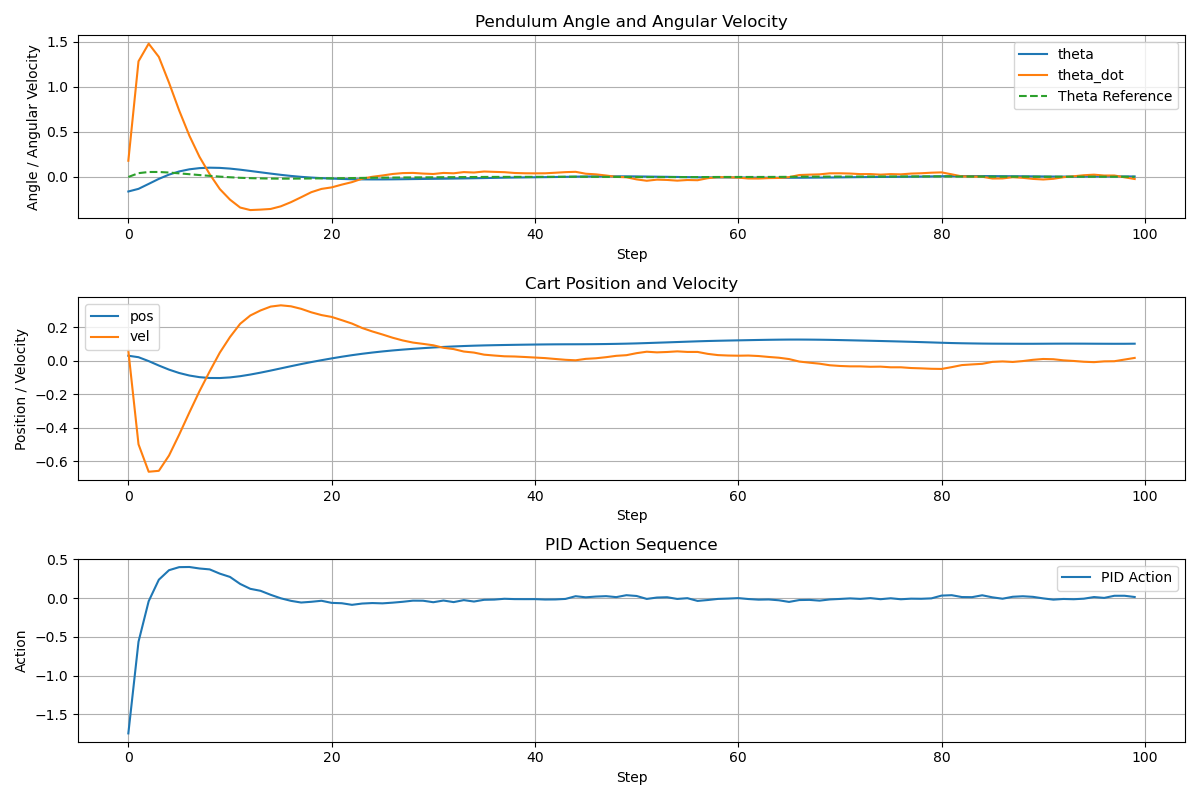 Pendulum Angle and Angular Velocity
Angle / Angular Velocity
1.5
1.0
0.5
0.0
theta
theta_dot
Theta Reference
0 20 40 60 80 100
Step
Cart Position and Velocity
Position / Velocity
0.2
0.0
−0.2
−0.4
−0.6
pos
vel
0 20 40 60 80 100
Step
PID Action Sequence
Action
0.5
0.0
−0.5
−1.0
−1.5
PID Action
0 20 40 60 80 100
Step